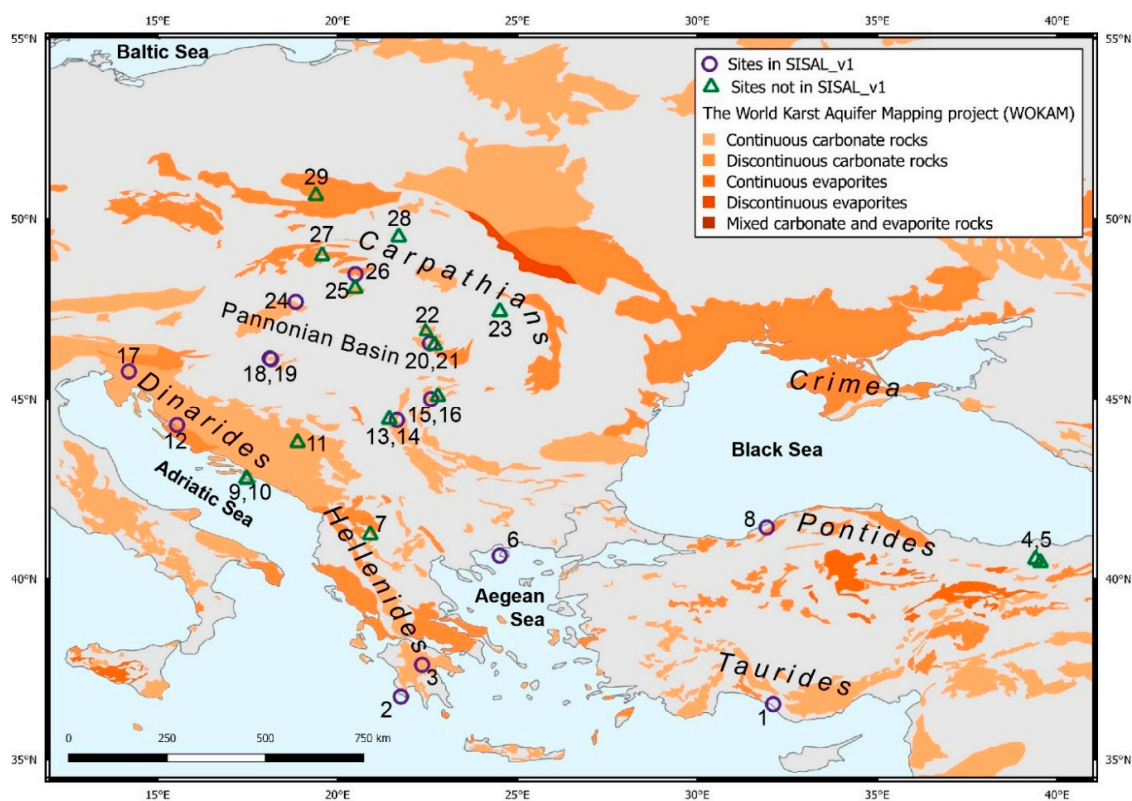 15°E 20°E 25°E 30°E 35°E 40°E
55°N
Baltic Sea
55°N
Sites in SISAL_v1
Sites not in SISAL_v1
The World Karst Aquifer Mapping project (WOKAM)
Continuous carbonate rocks
Discontinuous carbonate rocks
Continuous evaporites
Discontinuous evaporites
Mixed carbonate and evaporite rocks
29
50°N
50°N
28
27
Carpathians
26
25
24
22
23
Pannonian Basin
20,21
17
18,19
Crimea
45°N
45°N
Dinarides
15,16
13,14
12
11
Black Sea
Adriatic Sea
9,10
7
8
Pontides
4,5
6
Hellenides
40°N
40°N
Aegean
Sea
3
Taurides
2
1
0 250 500 750 km
35°N
35°N
15°E 20°E 25°E 30°E 35°E 40°E